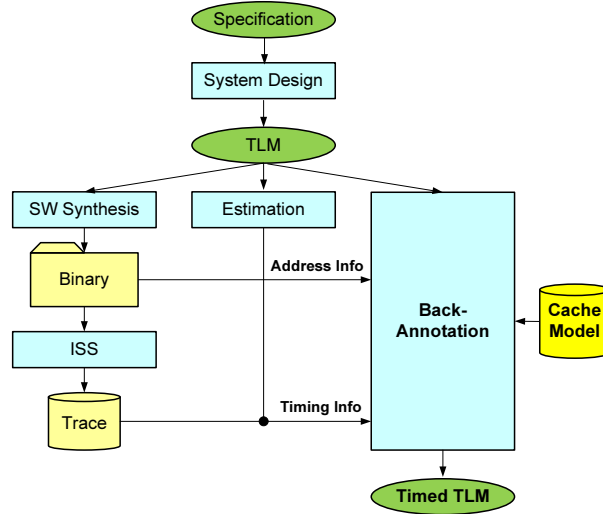 Specification
System Design
TLM
SW Synthesis
Estimation
Address Info
Binary
Back-
Annotation
Cache
Model
ISS
Timing Info
Trace
Timed TLM